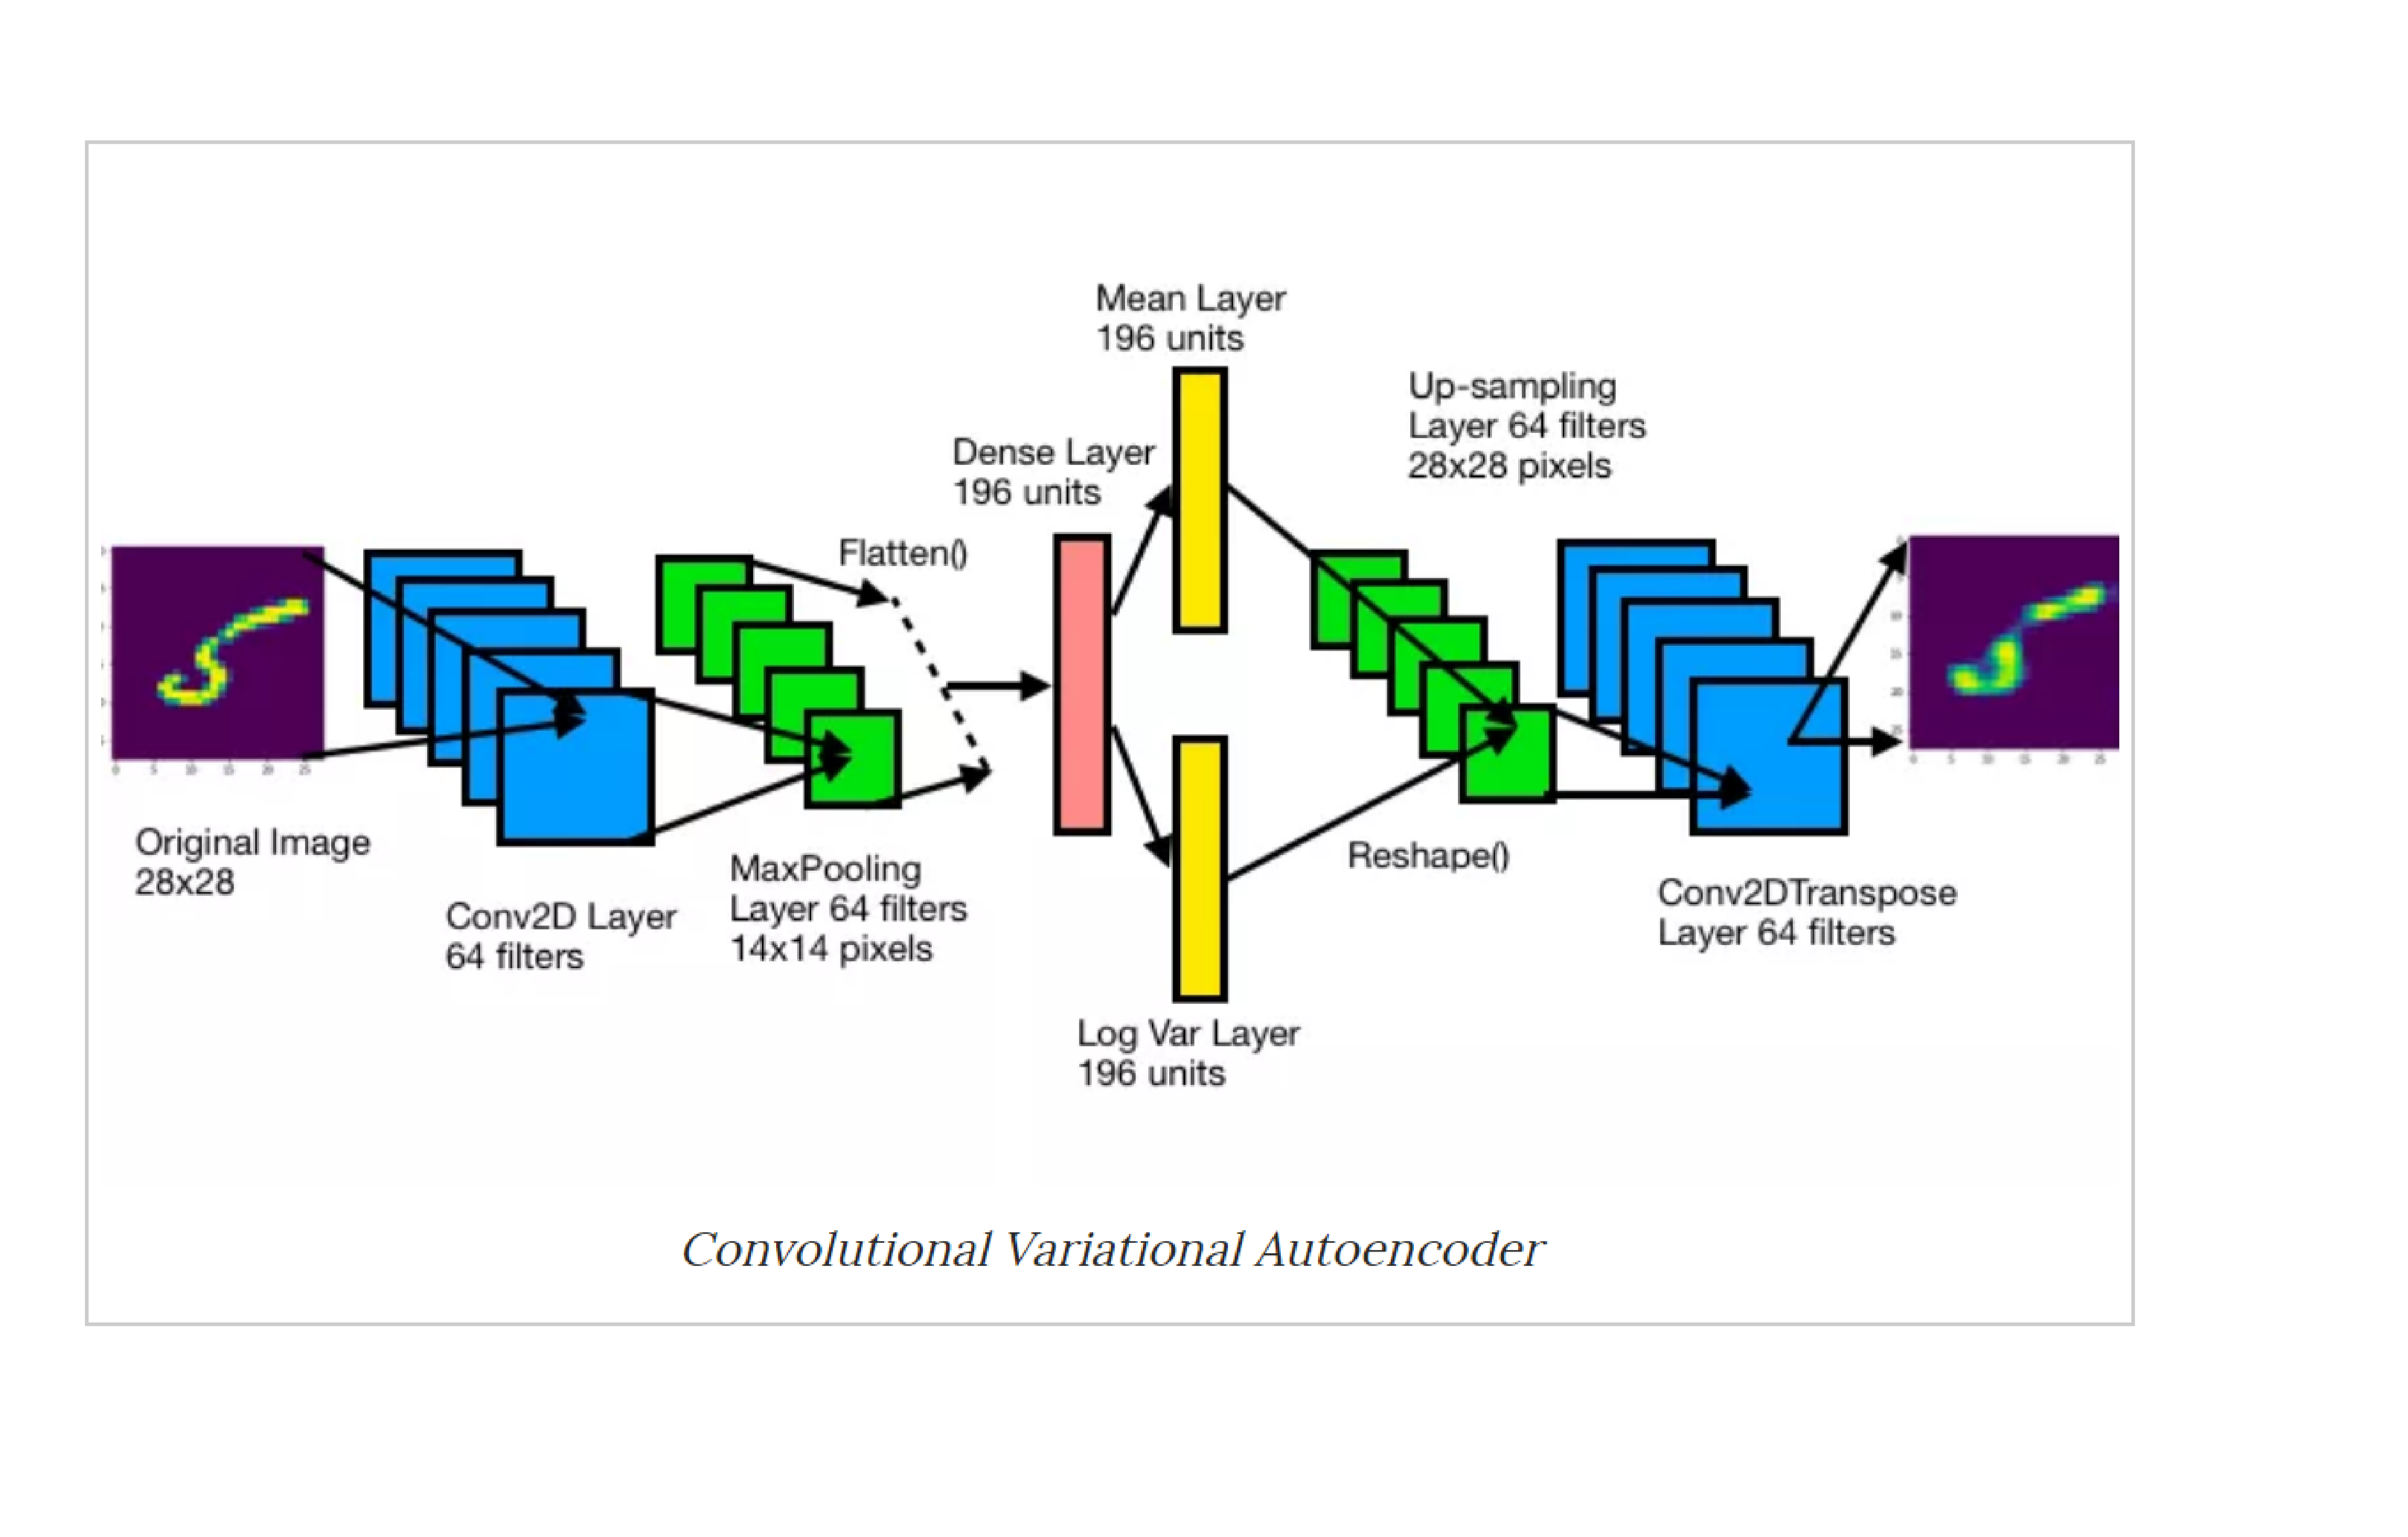 Mean Layer
196 units
Up-sampling
Layer 64 filters
28x28 pixels
Dense Layer
196 units
Flatten()
Original Image
28x28
Conv2D Layer
64 filters
MaxPooling
Layer 64 filters
14x14 pixels
Reshape()
Conv2DTranspose
Layer 64 filters
Log Var Layer
196 units
Convolutional Variational Autoencoder